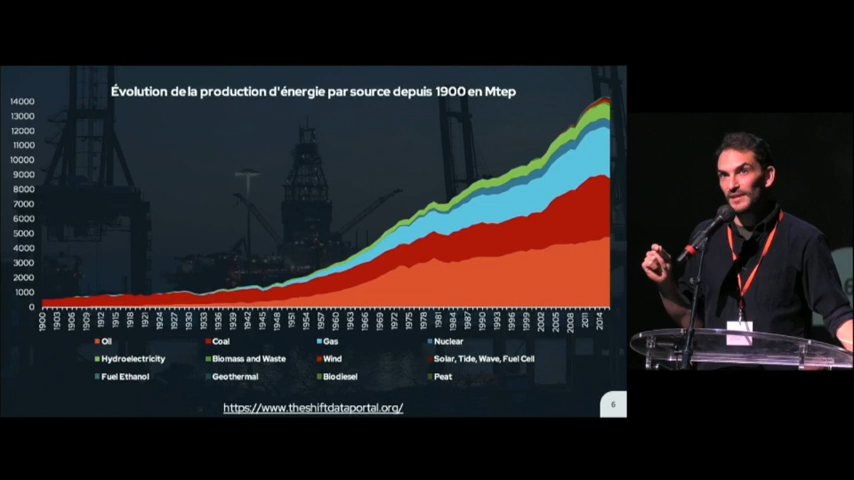 Évolution de la production d'énergie par source depuis 1900 en Mtep
14000
13000
12000
11000
10000
9000
8000
7000
6000
5000
4000
3000
2000
1000
0
1900 1903 1906 1909 1912 1915 1918 1921 1924 1927 1930 1933 1936 1939 1942 1945 1948 1951 1954 1957 1960 1963 1966 1969 1972 1975 1978 1981 1984 1987 1990 1993 1996 1999 2002 2005 2008 2011 2014
Oil Coal Gas Nuclear
Hydroelectricity Biomass and Waste Wind Solar, Tide, Wave, Fuel Cell
Fuel Ethanol Geothermal Biodiesel Peat
https://www.theshiftdataportal.org/
6